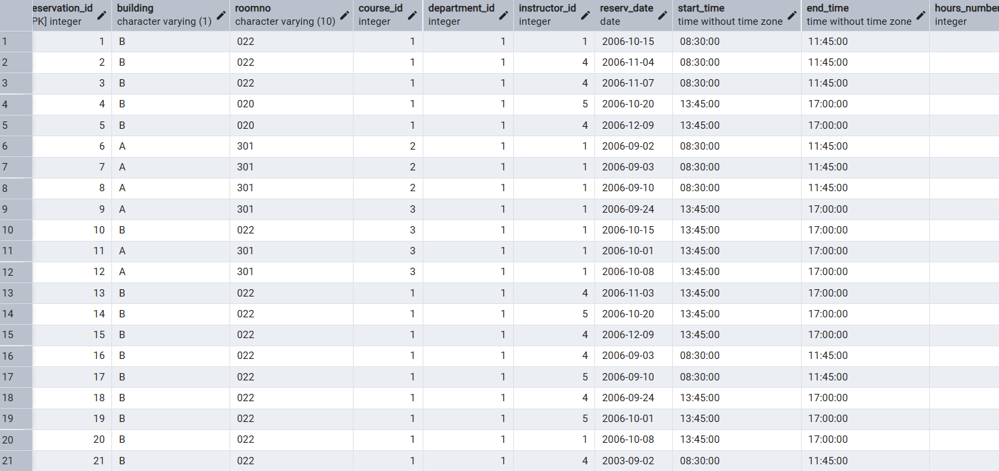 eservation_id building roomno course_id department_id instructor_id reserv_date start_time end_time hours_number
PK] integer character varying (1) character varying (10) integer integer integer date time without time zone time without time zone integer
1 1 B 022 1 1 1 2006-10-15 08:30:00 11:45:00
2 2 B 022 1 1 4 2006-11-04 08:30:00 11:45:00
3 3 B 022 1 1 4 2006-11-07 08:30:00 11:45:00
4 4 B 020 1 1 5 2006-10-20 13:45:00 17:00:00
5 5 B 020 1 1 4 2006-12-09 13:45:00 17:00:00
6 6 A 301 2 1 1 2006-09-02 08:30:00 11:45:00
7 7 A 301 2 1 1 2006-09-03 08:30:00 11:45:00
8 8 A 301 2 1 1 2006-09-10 08:30:00 11:45:00
9 9 A 301 3 1 1 2006-09-24 13:45:00 17:00:00
10 10 B 022 3 1 1 2006-10-15 13:45:00 17:00:00
11 11 A 301 3 1 1 2006-10-01 13:45:00 17:00:00
12 12 A 301 3 1 1 2006-10-08 13:45:00 17:00:00
13 13 B 022 1 1 4 2006-11-03 13:45:00 17:00:00
14 14 B 022 1 1 5 2006-10-20 13:45:00 17:00:00
15 15 B 022 1 1 4 2006-12-09 13:45:00 17:00:00
16 16 B 022 1 1 4 2006-09-03 08:30:00 11:45:00
17 17 B 022 1 1 5 2006-09-10 08:30:00 11:45:00
18 18 B 022 1 1 4 2006-09-24 13:45:00 17:00:00
19 19 B 022 1 1 5 2006-10-01 13:45:00 17:00:00
20 20 B 022 1 1 1 2006-10-08 13:45:00 17:00:00
21 21 B 022 1 1 4 2003-09-02 08:30:00 11:45:00